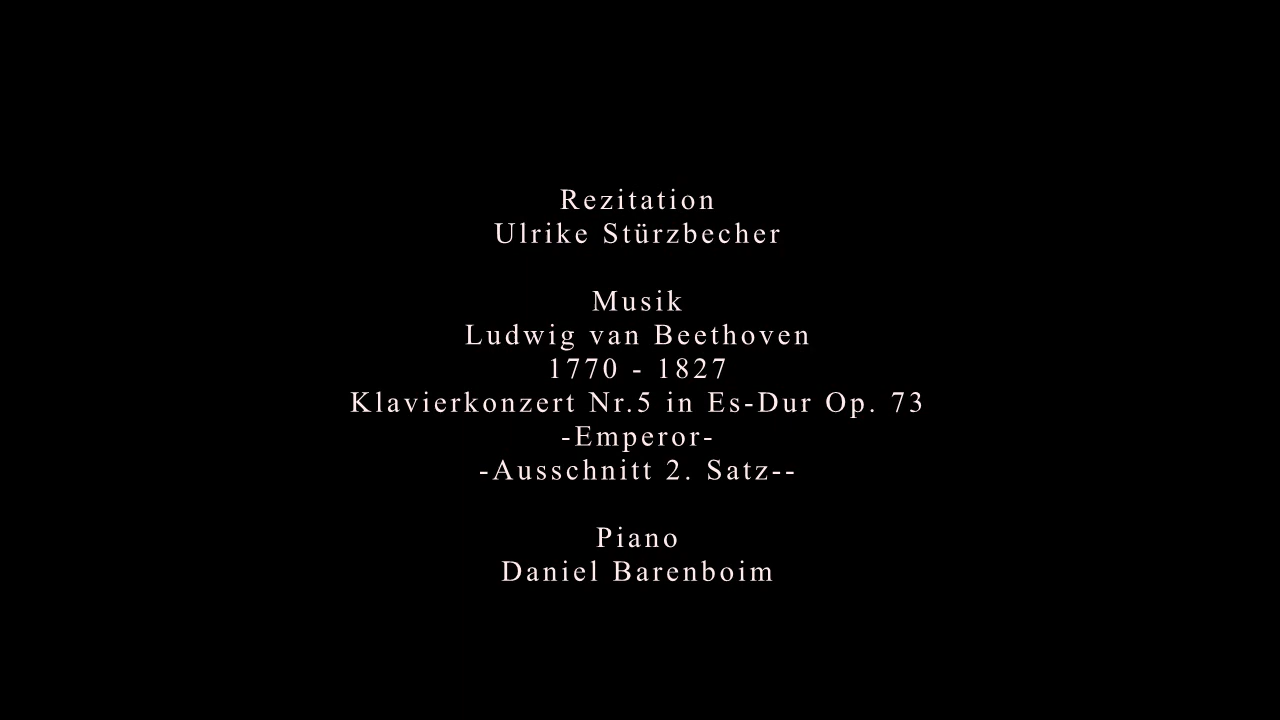 Rezitation
Ulrike Stürzbecher
Musik
Ludwig van Beethoven
1770 - 1827
Klavierkonzert Nr.5 in Es-Dur Op. 73
-Emperor-
-Ausschnitt 2. Satz--
Piano
Daniel Barenboim